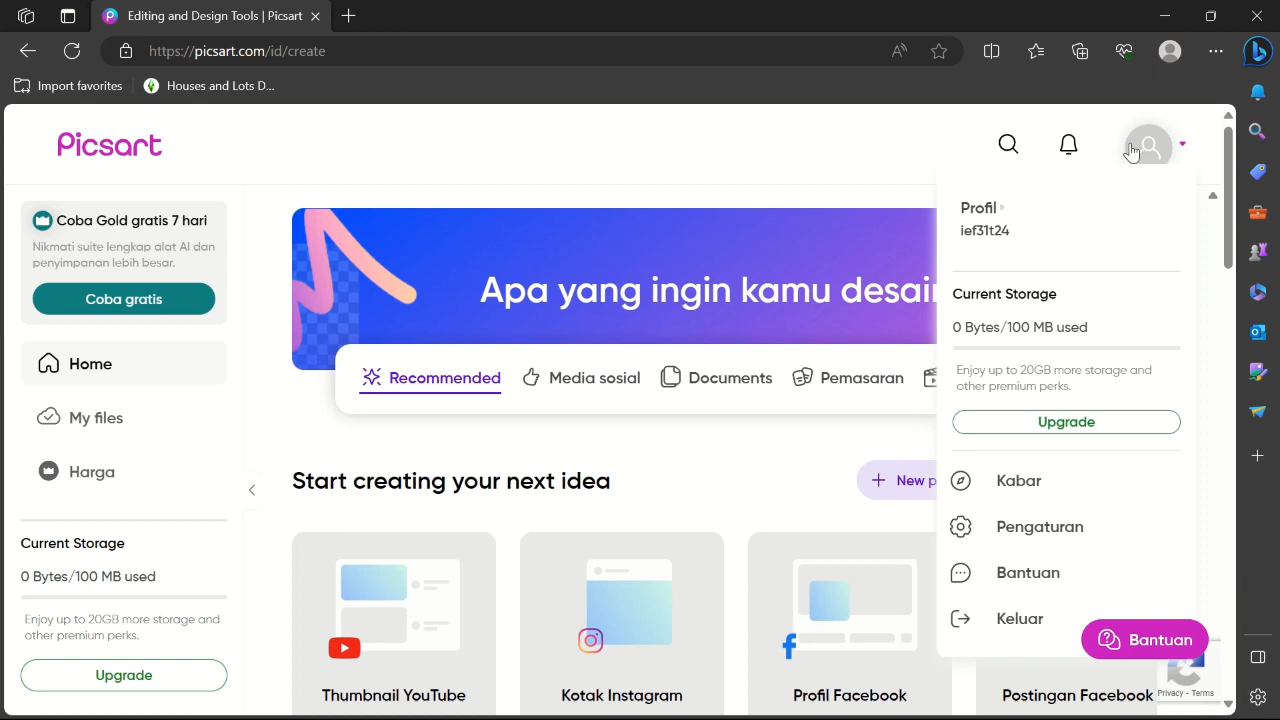 Editing and Design Tools | Picsart
https://picsart.com/id/create
Import favorites
Houses and Lots D...
Picsart
Coba Gold gratis 7 hari
Nikmati suite lengkap alat AI dan
penyimpanan lebih besar.
Coba gratis
Home
My files
Harga
Current Storage
0 Bytes/100 MB used
Enjoy up to 20GB more storage and
other premium perks.
Upgrade
Apa yang ingin kamu desain
Recommended
Media sosial
Documents
Pemasaran
Start creating your next idea
+ New p
Thumbnail YouTube
Kotak Instagram
Profil Facebook
Postingan Facebook
Profil
ief31t24
Current Storage
0 Bytes/100 MB used
Enjoy up to 20GB more storage and
other premium perks.
Upgrade
Kabar
Pengaturan
Bantuan
Keluar
Bantuan
Privacy - Terms